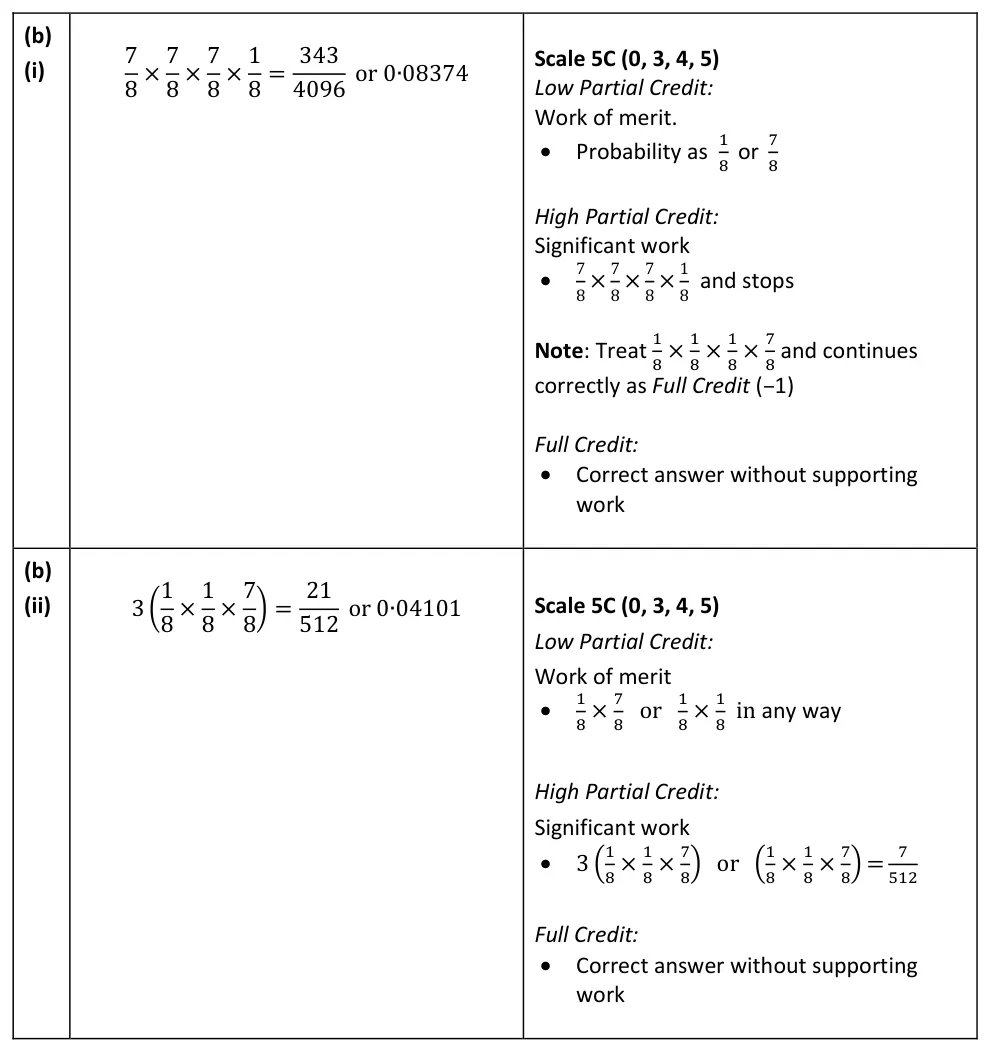 (b)
(i)
7/8 × 7/8 × 7/8 × 1/8 = 343/4096 or 0·08374
Scale 5C (0, 3, 4, 5)
Low Partial Credit:
Work of merit.
• Probability as 1/8 or 7/8
High Partial Credit:
Significant work
• 7/8 × 7/8 × 7/8 × 1/8 and stops
Note: Treat 1/8 × 1/8 × 1/8 × 7/8 and continues
correctly as Full Credit (−1)
Full Credit:
• Correct answer without supporting
work
(b)
(ii)
3 (1/8 × 1/8 × 7/8) = 21/512 or 0·04101
Scale 5C (0, 3, 4, 5)
Low Partial Credit:
Work of merit
• 1/8 × 7/8 or 1/8 × 1/8 in any way
High Partial Credit:
Significant work
• 3 (1/8 × 1/8 × 7/8) or (1/8 × 1/8 × 7/8) = 7/512
Full Credit:
• Correct answer without supporting
work